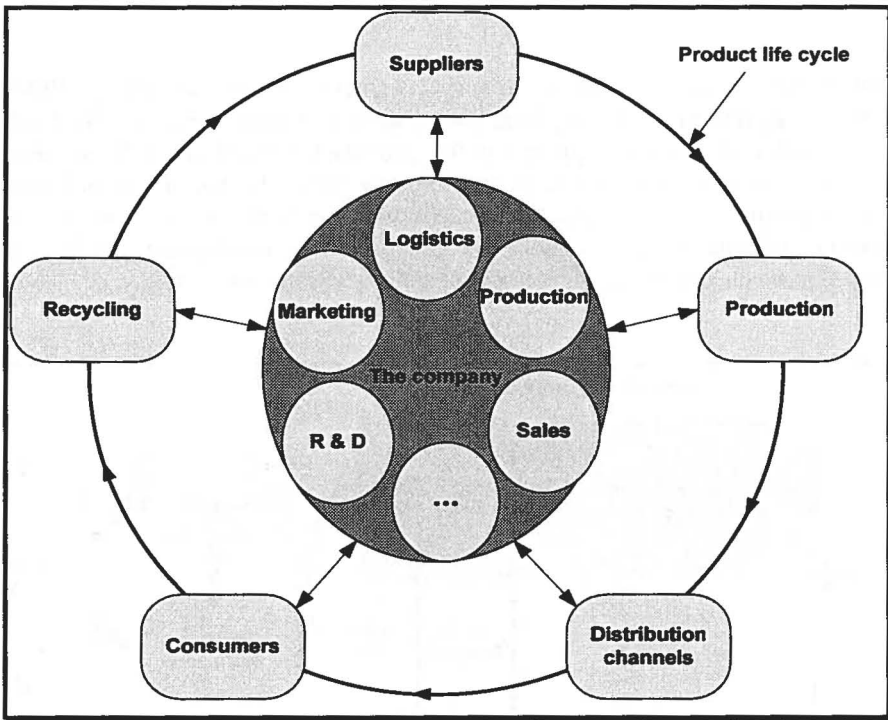 Suppliers
Product life cycle
Logistics
Recycling
Marketing
Production
Production
The company
R & D
Sales
...
Consumers
Distribution
channels